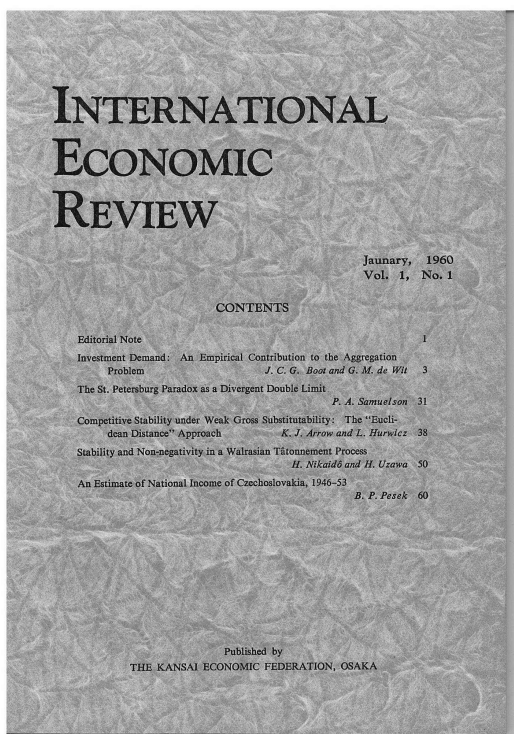 INTERNATIONAL
ECONOMIC
REVIEW
Jaunary, 1960
Vol. 1, No. 1
CONTENTS
Editorial Note 1
Investment Demand: An Empirical Contribution to the Aggregation
Problem J. C. G. Boot and G. M. de Wit 3
The St. Petersburg Paradox as a Divergent Double Limit
P. A. Samuelson 31
Competitive Stability under Weak Gross Substitutability: The "Eucli-
dean Distance" Approach K. J. Arrow and L. Hurwicz 38
Stability and Non-negativity in a Walrasian Tâtonnement Process
H. Nikaidô and H. Uzawa 50
An Estimate of National Income of Czechoslovakia, 1946–53
B. P. Pesek 60
Published by
THE KANSAI ECONOMIC FEDERATION, OSAKA